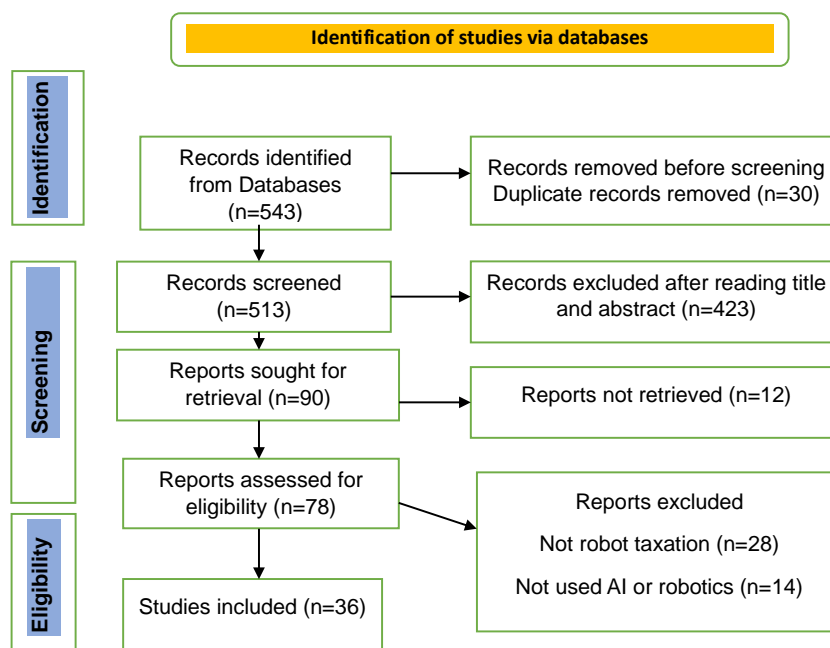 Identification of studies via databases
Identification
Records identified
from Databases
(n=543)
Records removed before screening
Duplicate records removed (n=30)
Screening
Records screened
(n=513)
Records excluded after reading title
and abstract (n=423)
Reports sought for
retrieval (n=90)
Reports not retrieved (n=12)
Reports assessed for
eligibility (n=78)
Reports excluded
Not robot taxation (n=28)
Not used AI or robotics (n=14)
Eligibility
Studies included (n=36)